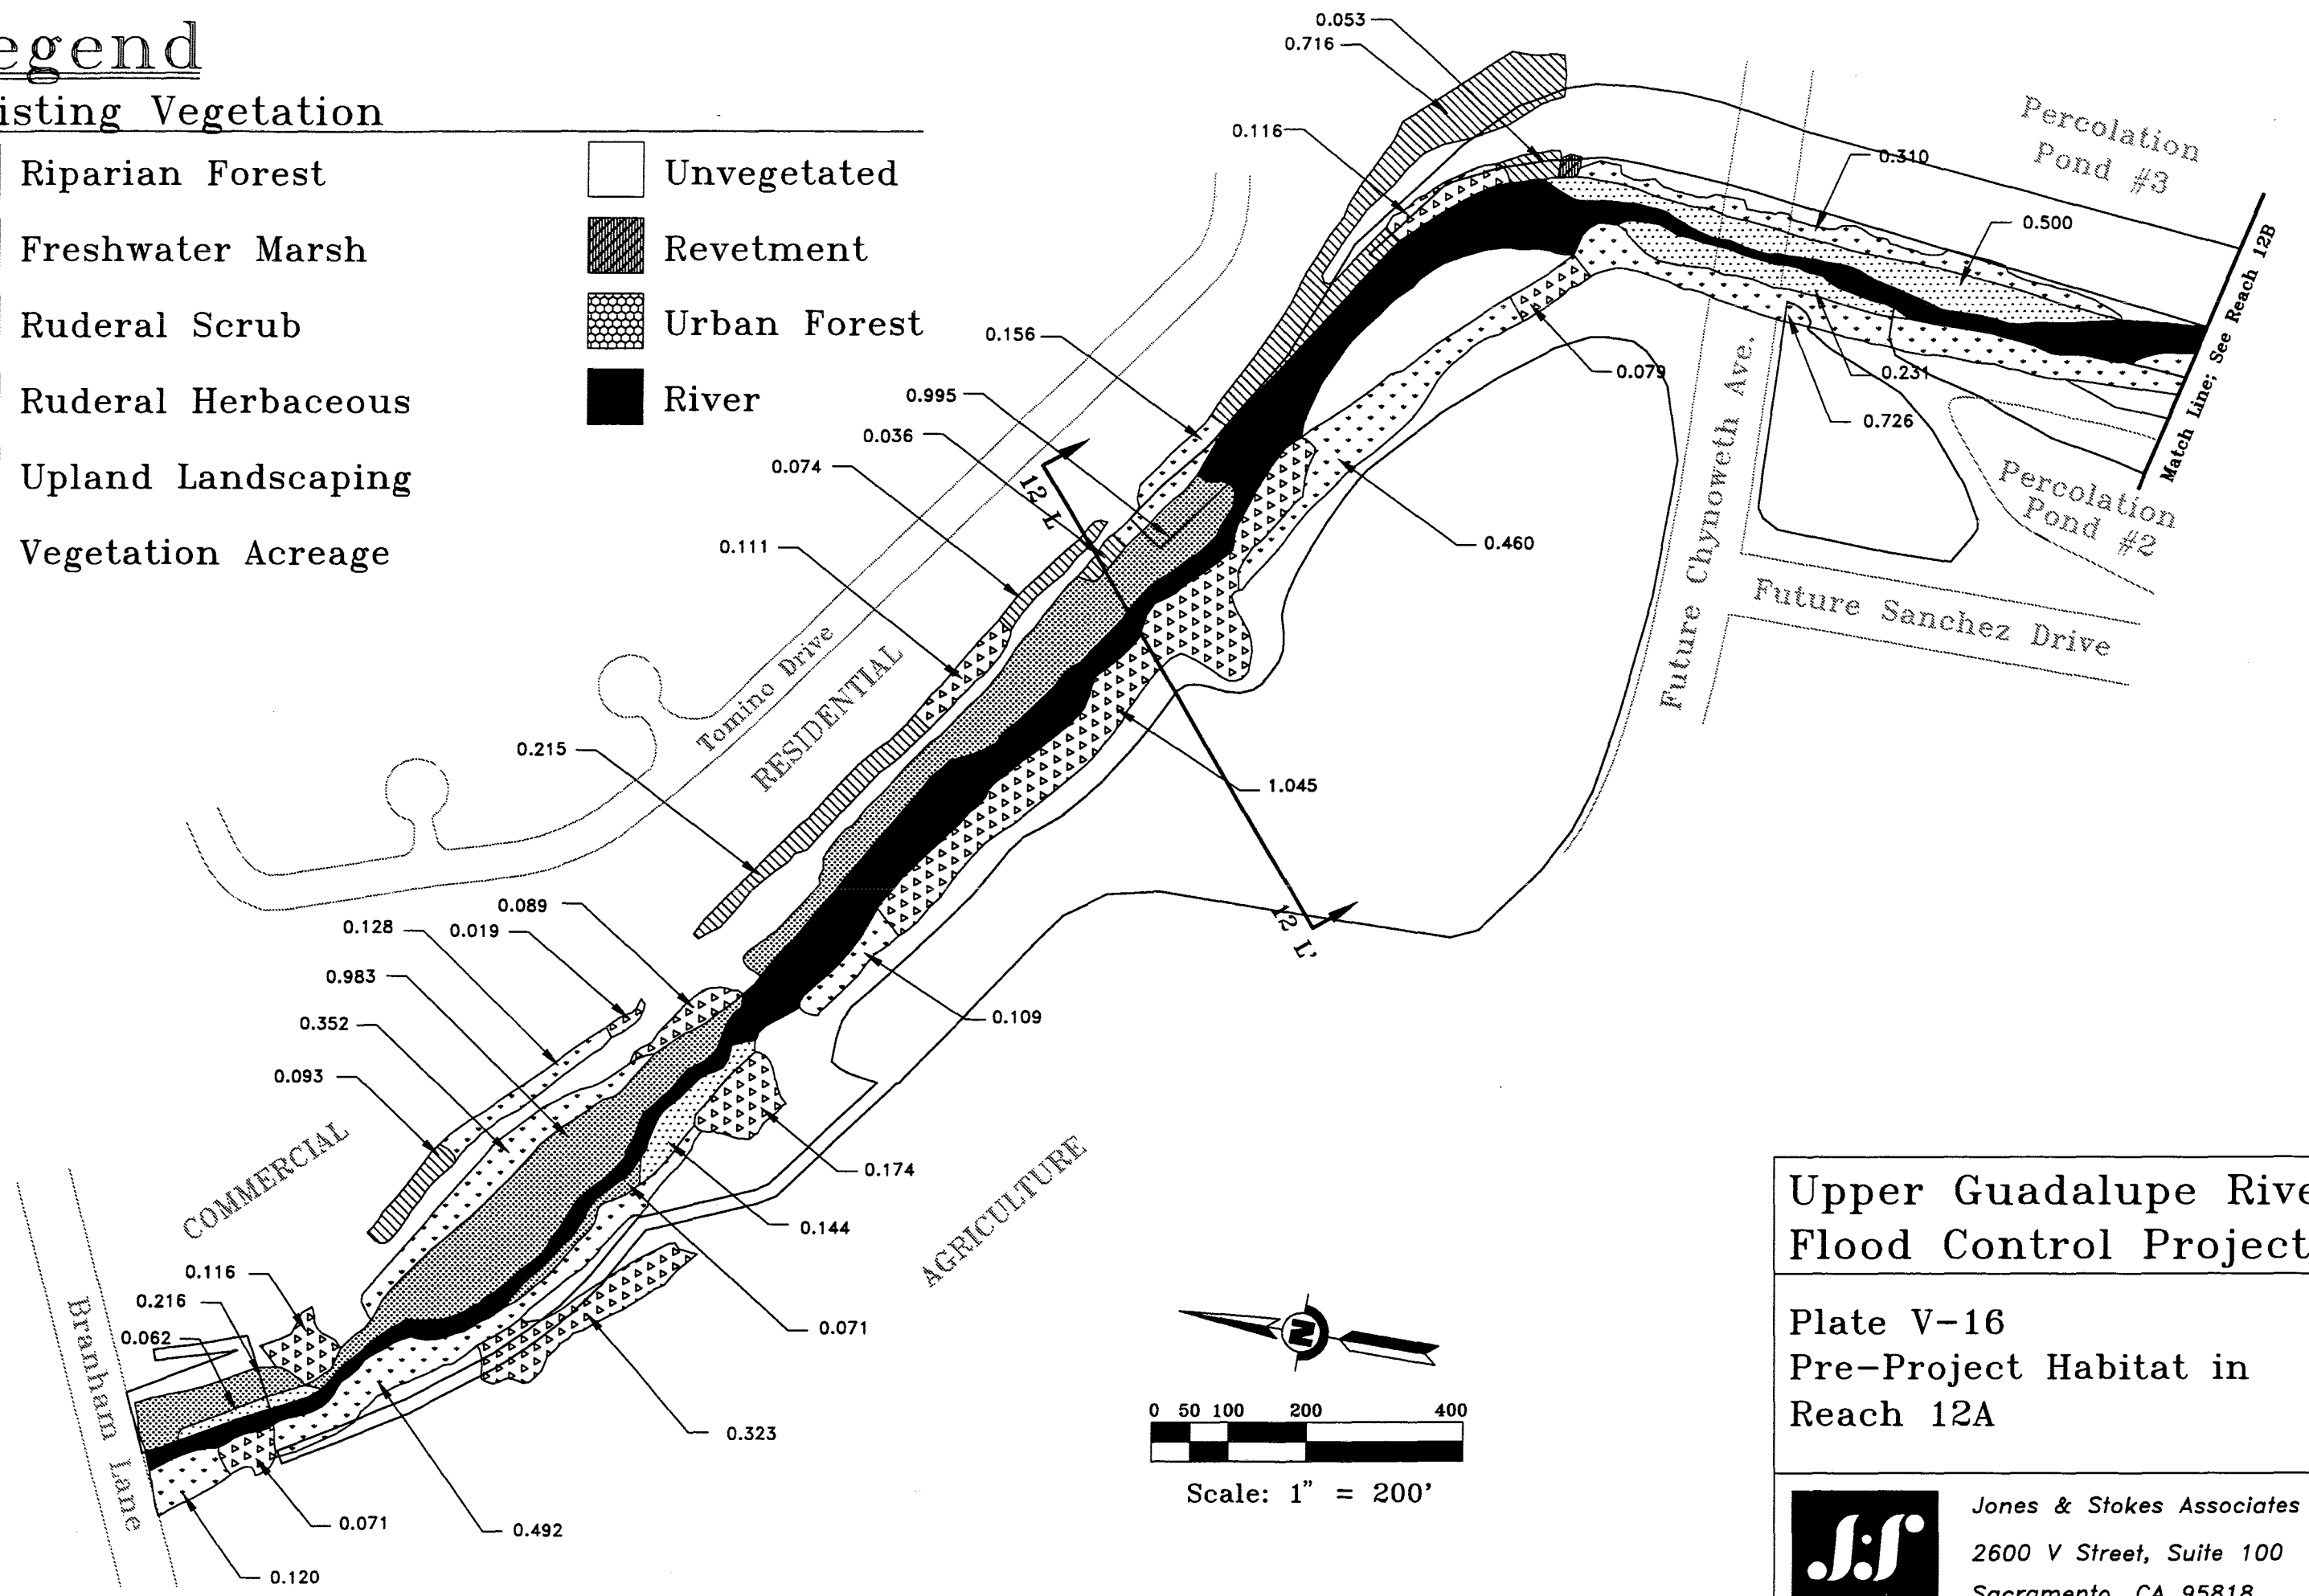 egend
isting Vegetation
Riparian Forest
Freshwater Marsh
Ruderal Scrub
Ruderal Herbaceous
Upland Landscaping
Vegetation Acreage
Unvegetated
Revetment
Urban Forest
River
0.053
0.716
0.116
0.310
0.500
Percolation
Pond #3
Match Line; See Reach 12B
0.156
0.995
0.036
0.074
0.111
0.079
0.231
0.726
0.460
Percolation
Pond #2
Future Chynoweth Ave.
Future Sanchez Drive
12 L
12 L'
Tomino Drive
RESIDENTIAL
0.215
1.045
0.089
0.128
0.019
0.983
0.352
0.093
0.109
0.174
0.144
0.071
COMMERCIAL
AGRICULTURE
0.116
0.216
0.062
Branham Lane
0.323
0.071
0.492
0.120
N
0 50 100 200 400
Scale: 1" = 200'
Upper Guadalupe Rive
Flood Control Project
Plate V-16
Pre-Project Habitat in
Reach 12A
J:S
Jones & Stokes Associates
2600 V Street, Suite 100
Sacramento, CA 95818